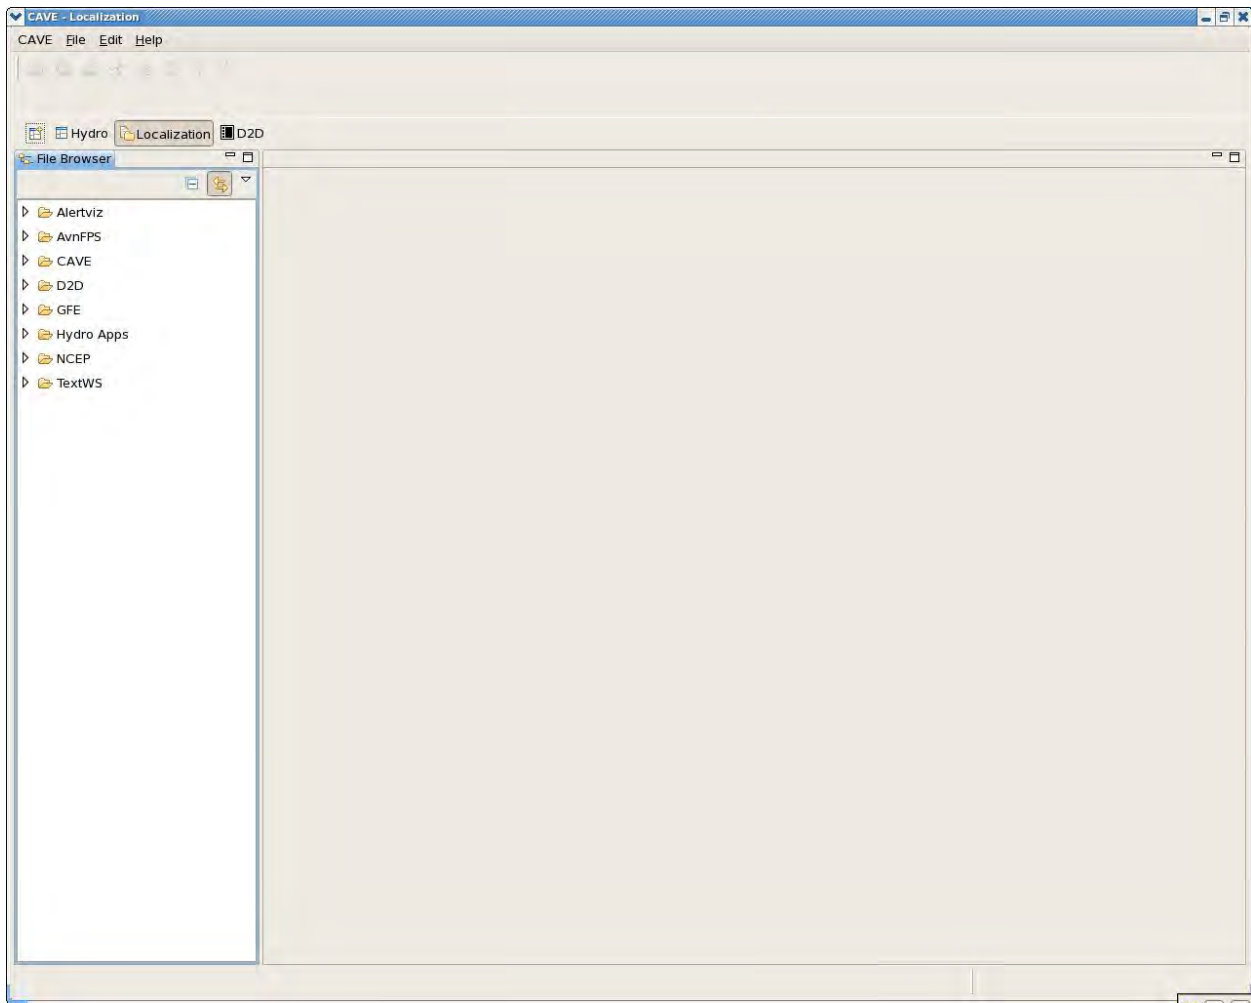 CAVE - Localization
CAVE File Edit Help
Hydro Localization D2D
File Browser
Alertviz
AvnFPS
CAVE
D2D
GFE
Hydro Apps
NCEP
TextWS